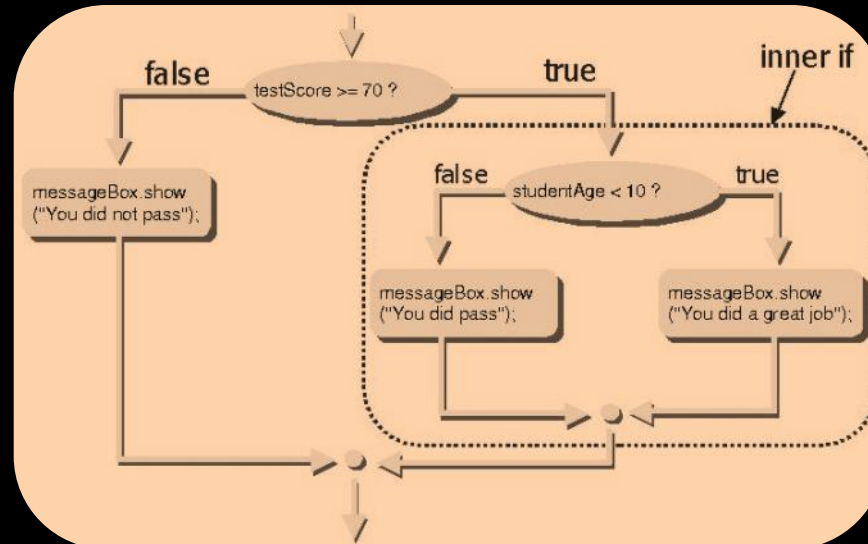 false
testScore >= 70 ?
true
inner if
messageBox.show
("You did not pass");
false
studentAge < 10 ?
true
messageBox.show
("You did pass");
messageBox.show
("You did a great job");